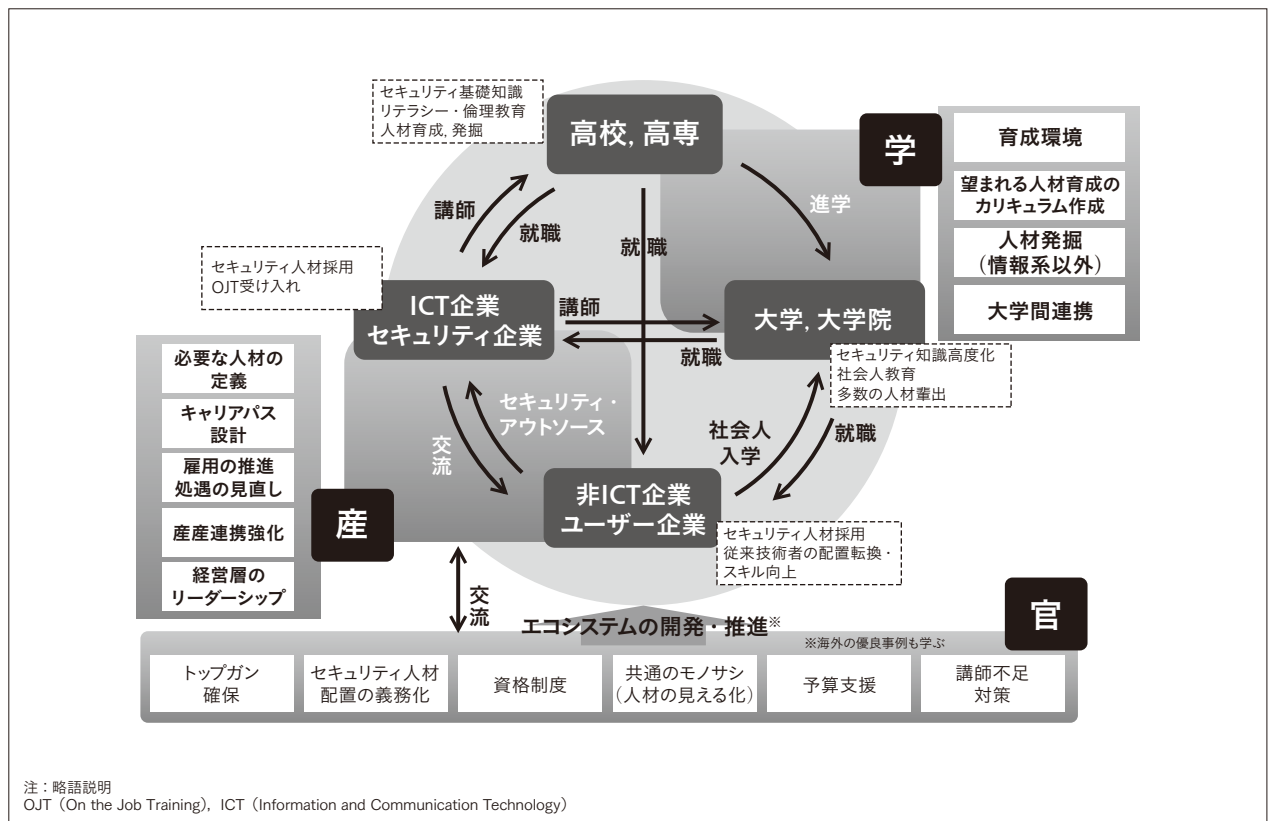 セキュリティ基礎知識
リテラシー・倫理教育
人材育成, 発掘
高校, 高専
学
育成環境
望まれる人材育成の
カリキュラム作成
人材発掘
（情報系以外）
大学間連携
進学
講師
就職
就職
セキュリティ人材採用
OJT受け入れ
ICT企業
セキュリティ企業
講師
就職
大学, 大学院
セキュリティ知識高度化
社会人教育
多数の人材輩出
必要な人材の
定義
キャリアパス
設計
雇用の推進
処遇の見直し
産産連携強化
経営層の
リーダーシップ
産
セキュリティ・
アウトソース
交流
社会人
入学
就職
非ICT企業
ユーザー企業
セキュリティ人材採用
従来技術者の配置転換・
スキル向上
交流
官
エコシステムの開発・推進※
※海外の優良事例も学ぶ
トップガン
確保
セキュリティ人材
配置の義務化
資格制度
共通のモノサシ
（人材の見える化）
予算支援
講師不足
対策
注：略語説明
OJT（On the Job Training），ICT（Information and Communication Technology）